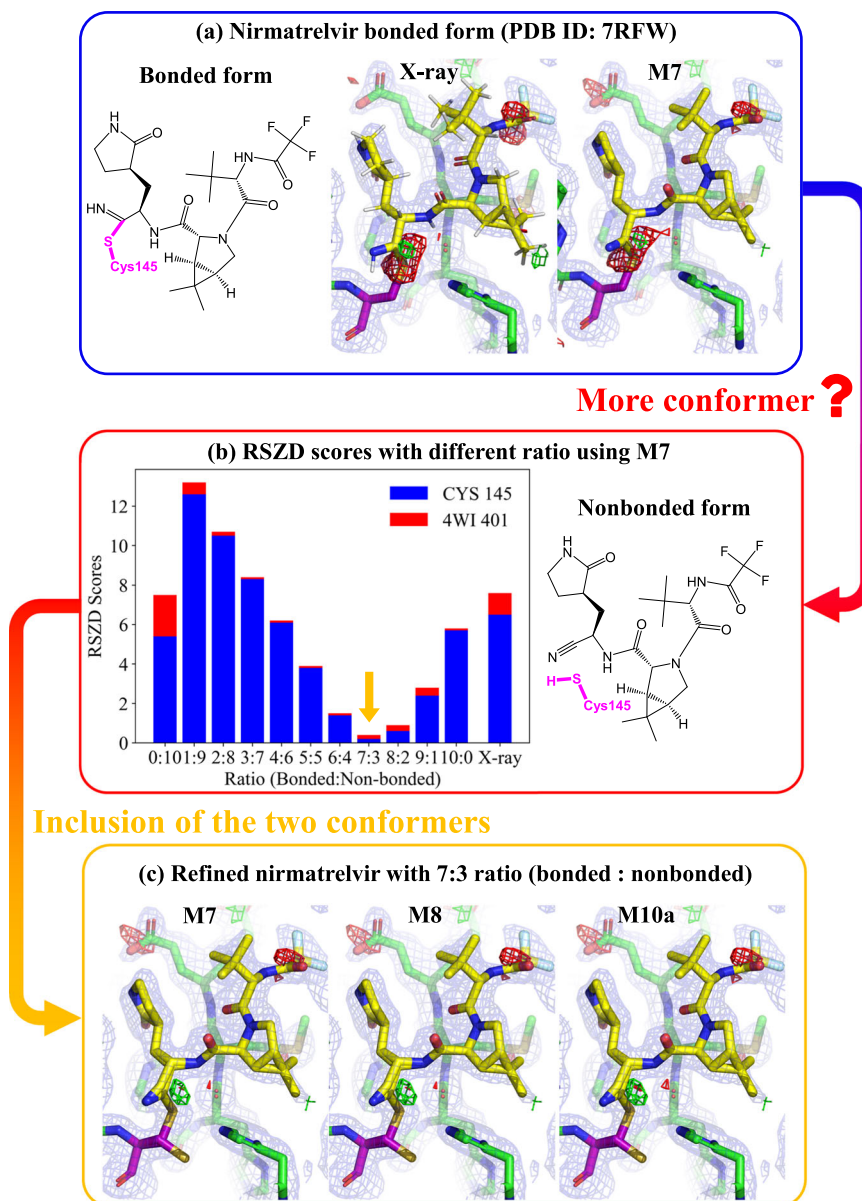 (a) Nirmatrelvir bonded form (PDB ID: 7RFW)
Bonded form
X-ray
M7
H
N
O
F
F
F
HN
O
O
HN
O
NH
N
S
Cys145
H
H
More conformer ?
(b) RSZD scores with different ratio using M7
CYS 145
4WI 401
RSZD Scores
12
10
8
6
4
2
0
0:10 1:9 2:8 3:7 4:6 5:5 6:4 7:3 8:2 9:1 10:0 X-ray
Ratio (Bonded:Non-bonded)
Nonbonded form
H
N
O
F
F
F
HN
O
O
O
N
NH
N
H
S
Cys145
H
H
Inclusion of the two conformers
(c) Refined nirmatrelvir with 7:3 ratio (bonded : nonbonded)
M7
M8
M10a